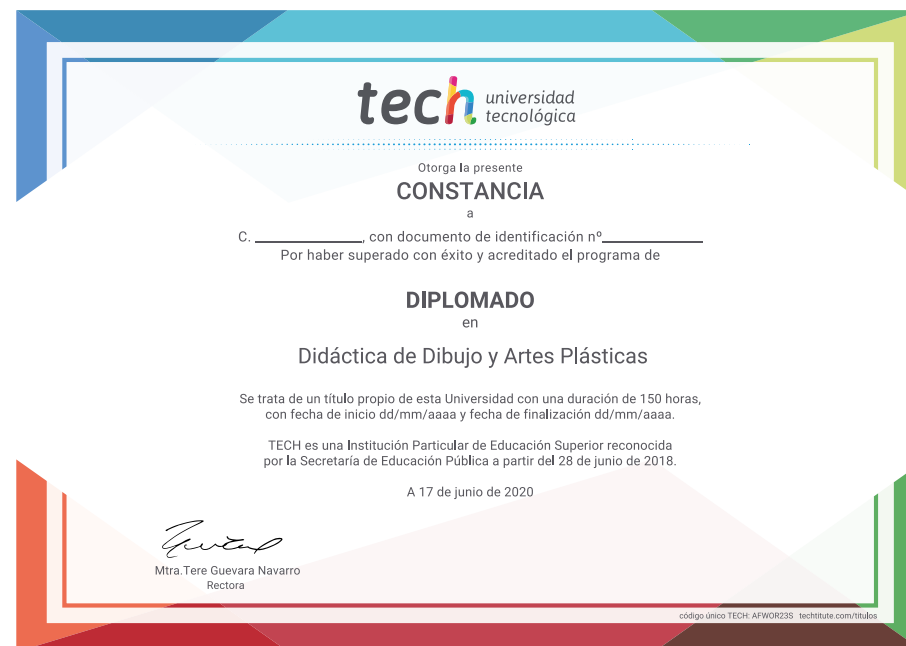 tech universidad
tecnológica
Otorga la presente
CONSTANCIA
a
C. ______________, con documento de identificación nº_____________
Por haber superado con éxito y acreditado el programa de
DIPLOMADO
en
Didáctica de Dibujo y Artes Plásticas
Se trata de un título propio de esta Universidad con una duración de 150 horas,
con fecha de inicio dd/mm/aaaa y fecha de finalización dd/mm/aaaa.
TECH es una Institución Particular de Educación Superior reconocida
por la Secretaría de Educación Pública a partir del 28 de junio de 2018.
A 17 de junio de 2020
Mtra.Tere Guevara Navarro
Rectora
código único TECH: AFWOR23S techtitute.com/titulos